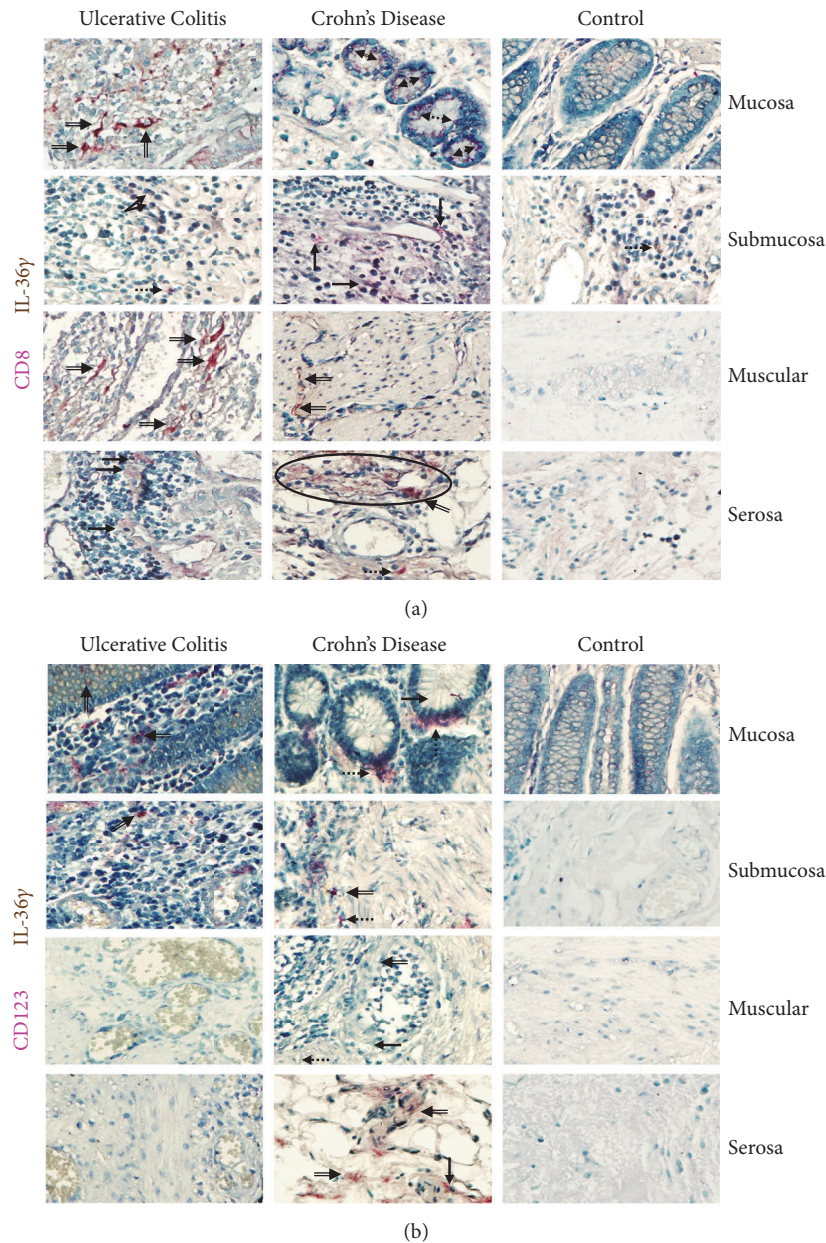 Ulcerative Colitis Crohn's Disease Control
Mucosa
Submucosa
CD8 IL-36γ
Muscular
Serosa
(a)
Ulcerative Colitis Crohn's Disease Control
Mucosa
Submucosa
CD123 IL-36γ
Muscular
Serosa
(b)